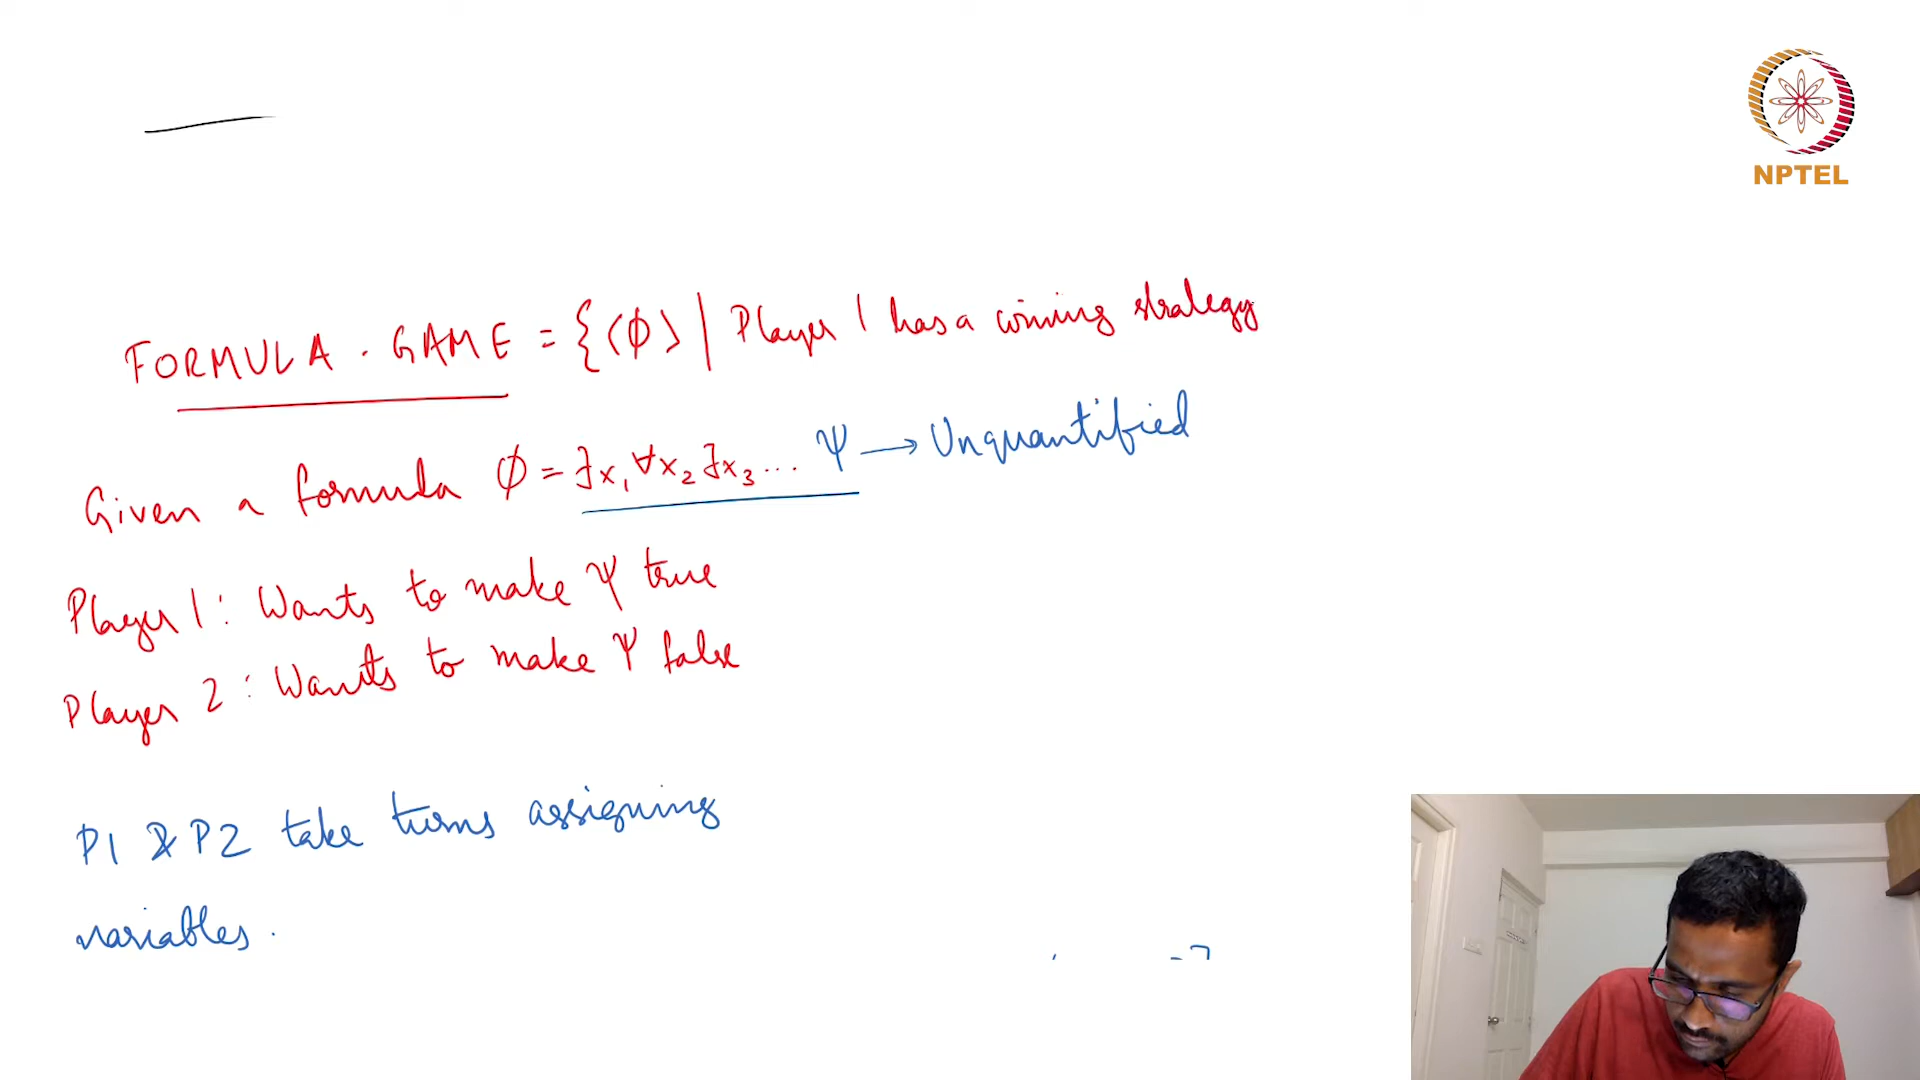 NPTEL
FORMULA - GAME = {⟨ϕ⟩ | Player 1 has a wining strategy
Given a formula ϕ = ∃x₁ ∀x₂ ∃x₃ ... Ψ → Unquantified
Player 1 : Wants to make Ψ true
Player 2 : Wants to make Ψ false
P1 & P2 take turns assigning
variables.